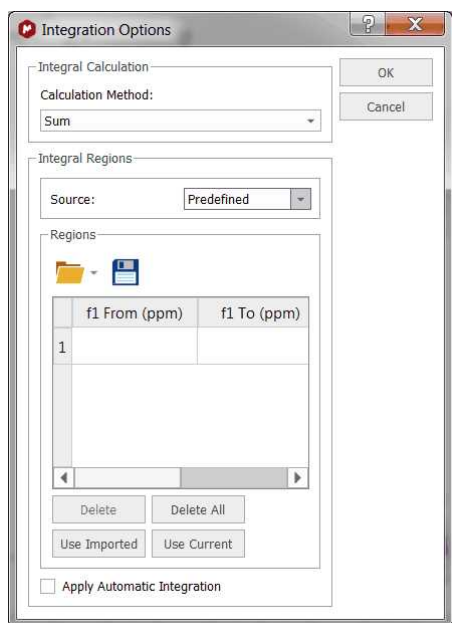 Integration Options
Integral Calculation
OK
Calculation Method:
Cancel
Sum
Integral Regions
Source: Predefined
Regions
f1 From (ppm) f1 To (ppm)
1
Delete Delete All
Use Imported Use Current
Apply Automatic Integration